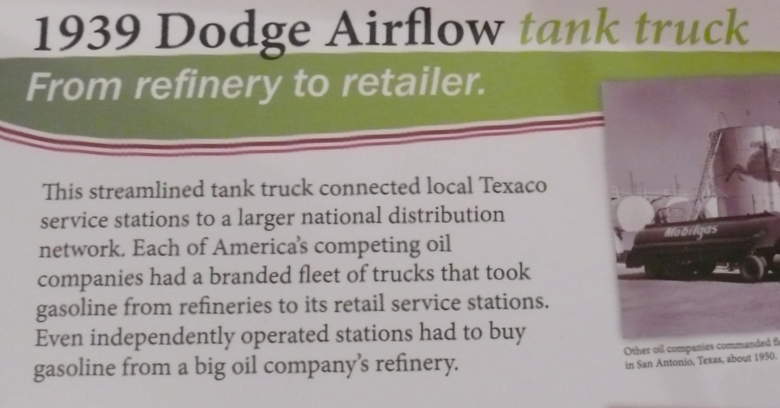 1939 Dodge Airflow tank truck
From refinery to retailer.
This streamlined tank truck connected local Texaco
service stations to a larger national distribution
network. Each of America's competing oil
companies had a branded fleet of trucks that took
gasoline from refineries to its retail service stations.
Even independently operated stations had to buy
gasoline from a big oil company's refinery.
Mobilgas
Other oil companies commanded
in San Antonio, Texas, about 1950.